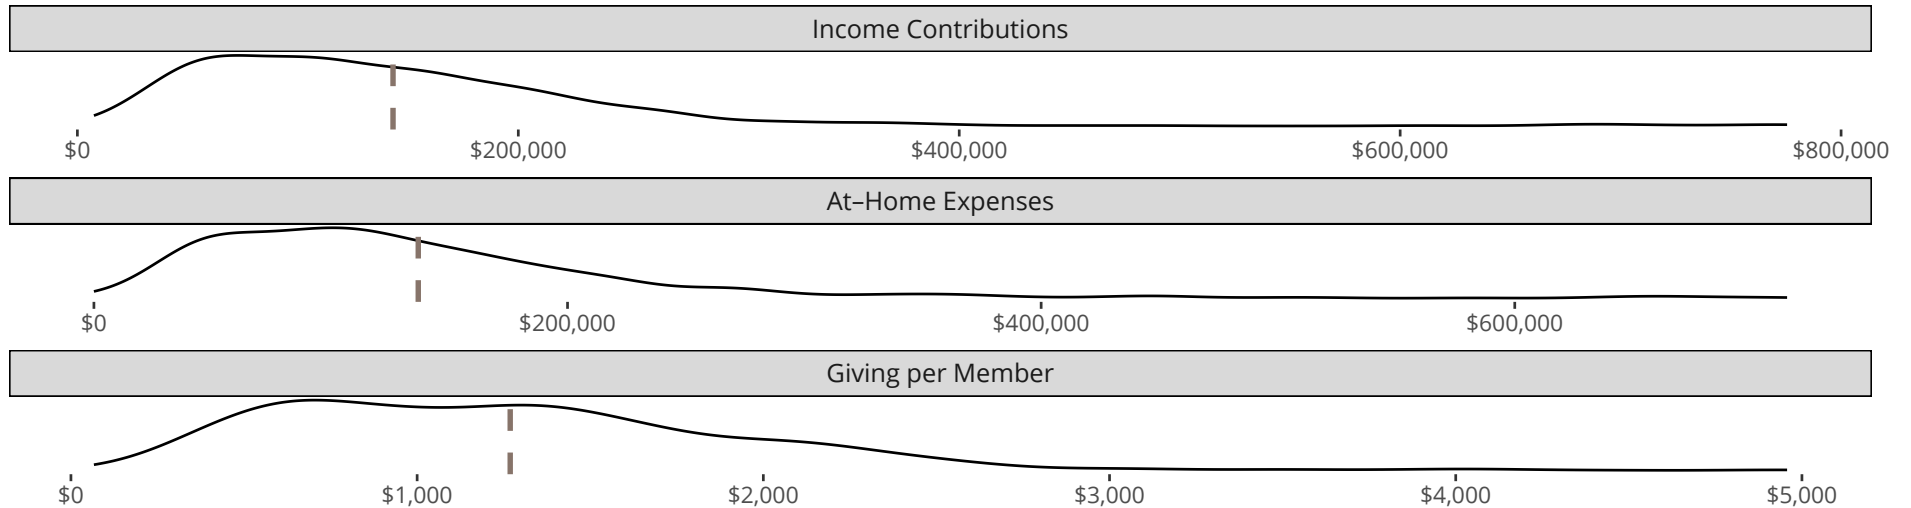 Income Contributions
$0 $200,000 $400,000 $600,000 $800,000
At–Home Expenses
$0 $200,000 $400,000 $600,000
Giving per Member
$0 $1,000 $2,000 $3,000 $4,000 $5,000